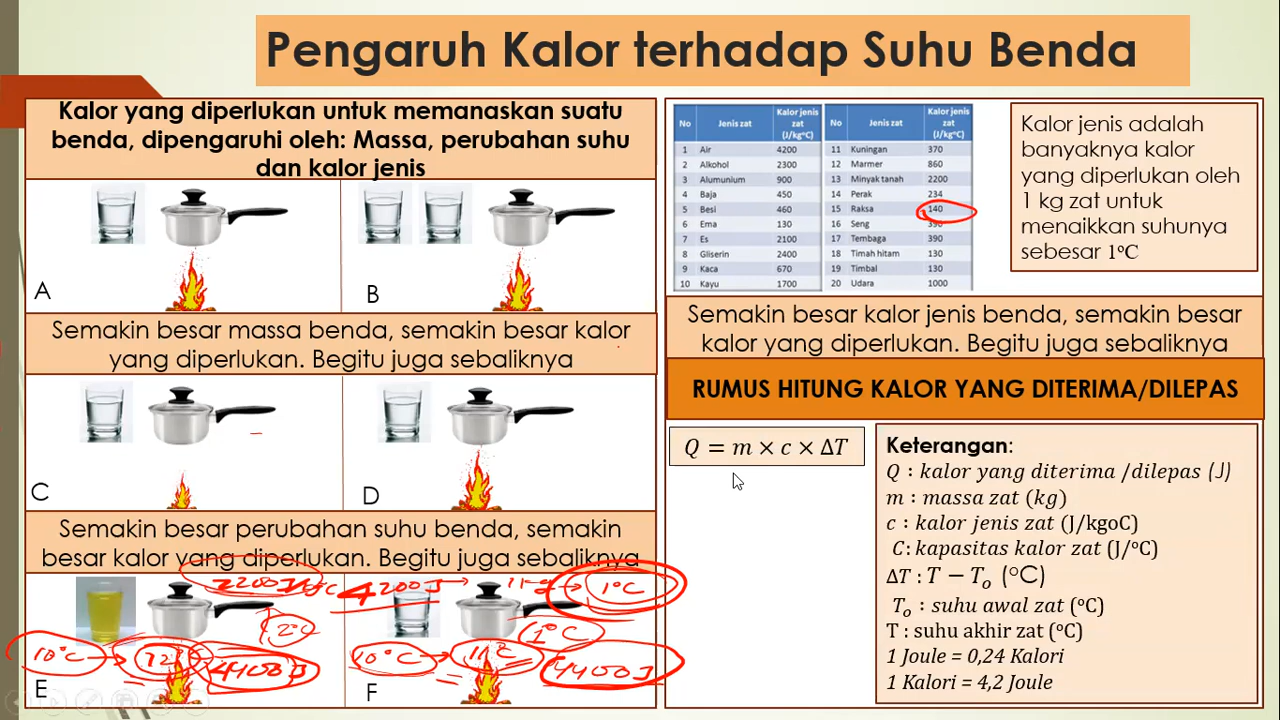 Pengaruh Kalor terhadap Suhu Benda
Kalor yang diperlukan untuk memanaskan suatu
benda, dipengaruhi oleh: Massa, perubahan suhu
dan kalor jenis
A
B
Semakin besar massa benda, semakin besar kalor
yang diperlukan. Begitu juga sebaliknya
C
D
Semakin besar perubahan suhu benda, semakin
besar kalor yang diperlukan. Begitu juga sebaliknya
4200J
1°C
2°C
1°C
10°C
12°C
4400J
10°C
11°C
4400J
E
F
No Jenis zat Kalor jenis zat (J/kg°C)
1 Air 4200
2 Alkohol 2300
3 Alumunium 900
4 Baja 450
5 Besi 460
6 Ema 130
7 Es 2100
8 Gliserin 2400
9 Kaca 670
10 Kayu 1700
No Jenis zat Kalor jenis zat (J/kg°C)
11 Kuningan 370
12 Marmer 860
13 Minyak tanah 2200
14 Perak 234
15 Raksa 140
16 Seng 390
17 Tembaga 390
18 Timah hitam 130
19 Timbal 130
20 Udara 1000
Kalor jenis adalah
banyaknya kalor
yang diperlukan oleh
1 kg zat untuk
menaikkan suhunya
sebesar 1°C
Semakin besar kalor jenis benda, semakin besar
kalor yang diperlukan. Begitu juga sebaliknya
RUMUS HITUNG KALOR YANG DITERIMA/DILEPAS
Q = m × c × ΔT
Keterangan:
Q : kalor yang diterima /dilepas (J)
m : massa zat (kg)
c : kalor jenis zat (J/kgoC)
C: kapasitas kalor zat (J/°C)
ΔT : T − Tₒ (°C)
Tₒ : suhu awal zat (°C)
T : suhu akhir zat (°C)
1 Joule = 0,24 Kalori
1 Kalori = 4,2 Joule